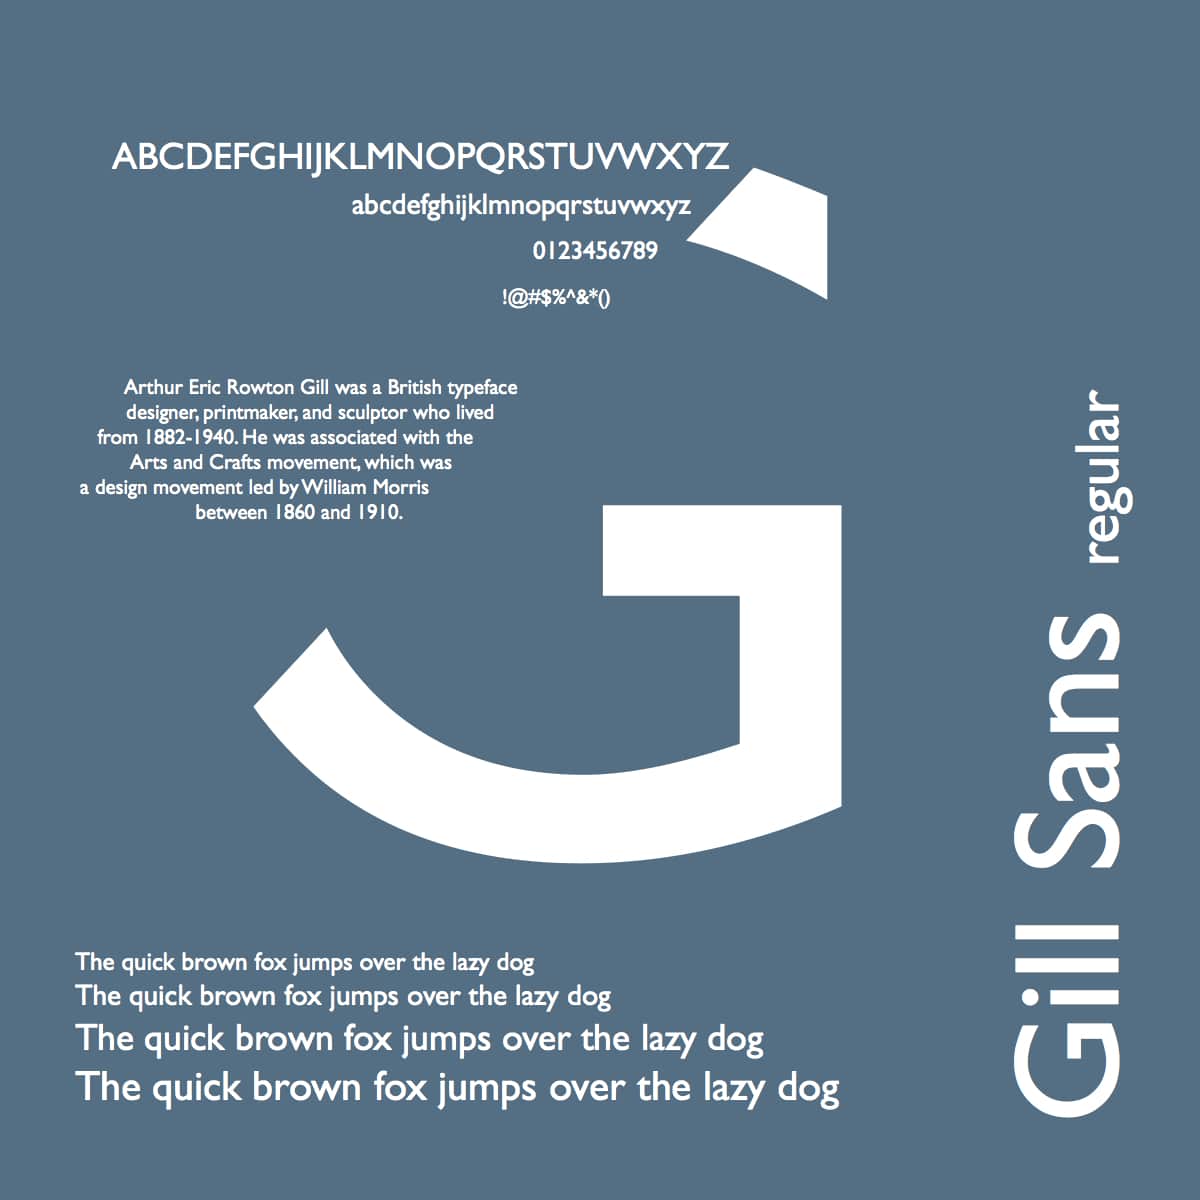 ABCDEFGHIJKLMNOPQRSTUVWXYZ
abcdefghijklmnopqrstuvwxyz
0123456789
!@#$%^&*()
Arthur Eric Rowton Gill was a British typeface
designer, printmaker, and sculptor who lived
from 1882-1940. He was associated with the
Arts and Crafts movement, which was
a design movement led by William Morris
between 1860 and 1910.
G
The quick brown fox jumps over the lazy dog
The quick brown fox jumps over the lazy dog
The quick brown fox jumps over the lazy dog
The quick brown fox jumps over the lazy dog
Gill Sans regular